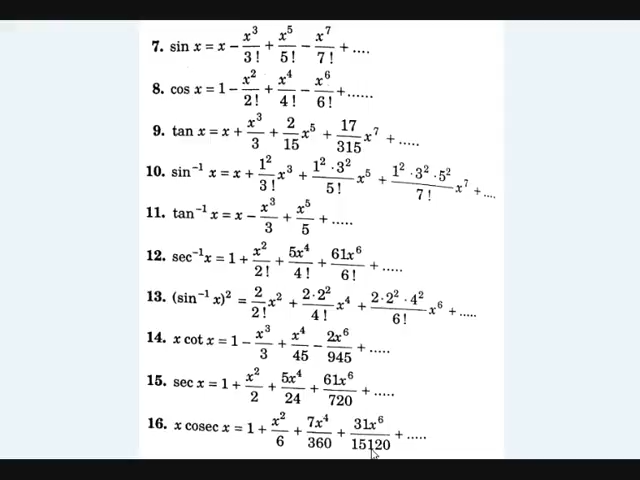 7. sin x = x − x³/3! + x⁵/5! − x⁷/7! + ....
8. cos x = 1 − x²/2! + x⁴/4! − x⁶/6! + ......
9. tan x = x + x³/3 + 2/15 x⁵ + 17/315 x⁷ + .....
10. sin⁻¹ x = x + 1²/3! x³ + 1²·3²/5! x⁵ + 1²·3²·5²/7! x⁷ + ....
11. tan⁻¹ x = x − x³/3 + x⁵/5 + .....
12. sec⁻¹x = 1 + x²/2! + 5x⁴/4! + 61x⁶/6! + .....
13. (sin⁻¹ x)² = 2/2! x² + 2·2²/4! x⁴ + 2·2²·4²/6! x⁶ + .....
14. x cot x = 1 − x³/3 + x⁴/45 − 2x⁶/945 + .....
15. sec x = 1 + x²/2 + 5x⁴/24 + 61x⁶/720 + .....
16. x cosec x = 1 + x²/6 + 7x⁴/360 + 31x⁶/15120 + .....